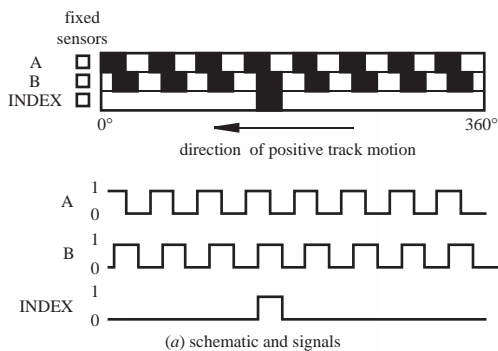 fixed
sensors
A
B
INDEX
0° 360°
direction of positive track motion
A 1
0
B 1
0
INDEX 1
0
(a) schematic and signals